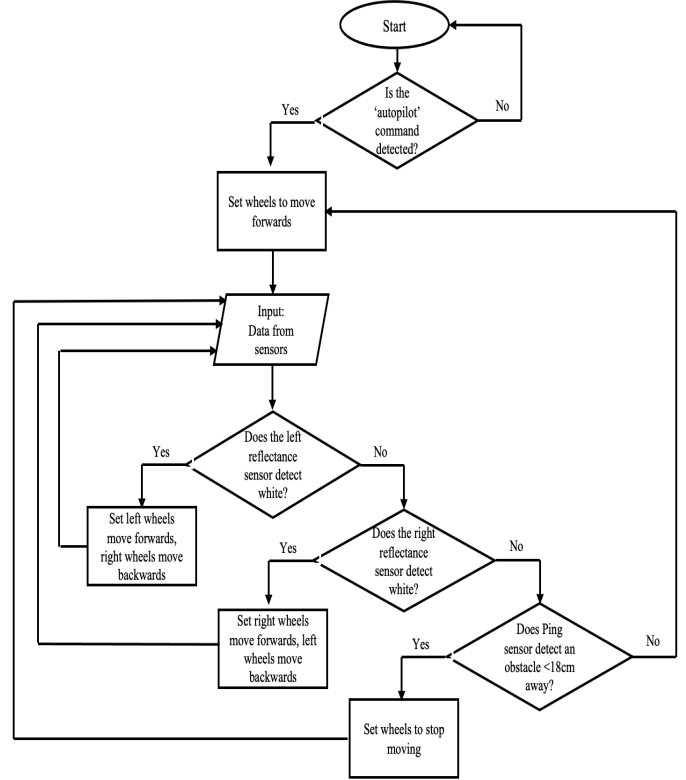 Start
Is the
‘autopilot’
command
detected?
Yes
No
Set wheels to move
forwards
Input:
Data from
sensors
Does the left
reflectance
sensor detect
white?
Yes
No
Set left wheels
move forwards,
right wheels move
backwards
Does the right
reflectance
sensor detect
white?
Yes
No
Set right wheels
move forwards, left
wheels move
backwards
Does Ping
sensor detect an
obstacle <18cm
away?
Yes
No
Set wheels to stop
moving